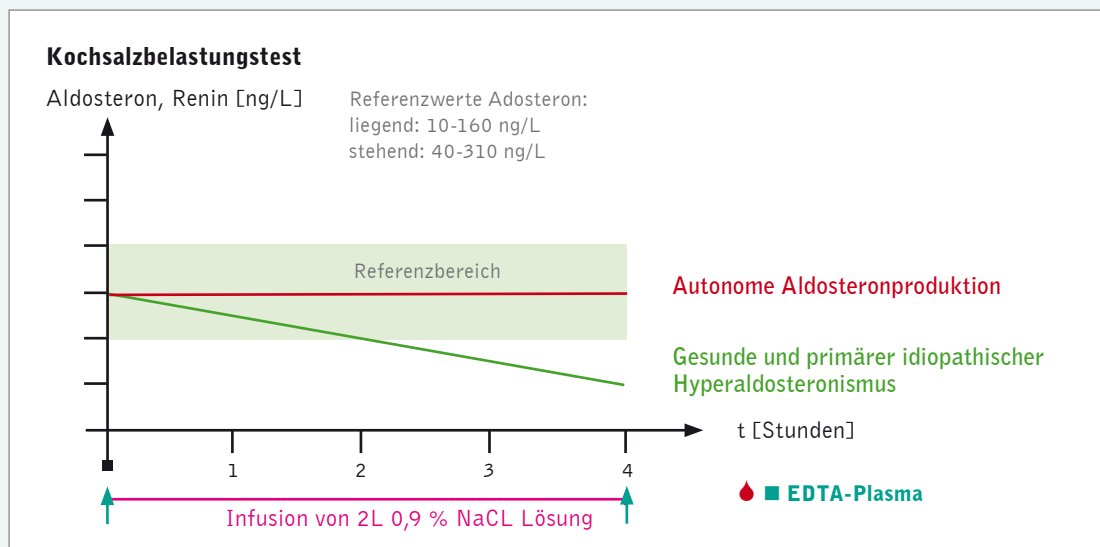 Kochsalzbelastungstest
Aldosteron, Renin [ng/L]
Referenzwerte Adosteron:
liegend: 10-160 ng/L
stehend: 40-310 ng/L
Referenzbereich
Autonome Aldosteronproduktion
Gesunde und primärer idiopathischer
Hyperaldosteronismus
t [Stunden]
1 2 3 4
EDTA-Plasma
Infusion von 2L 0,9 % NaCL Lösung